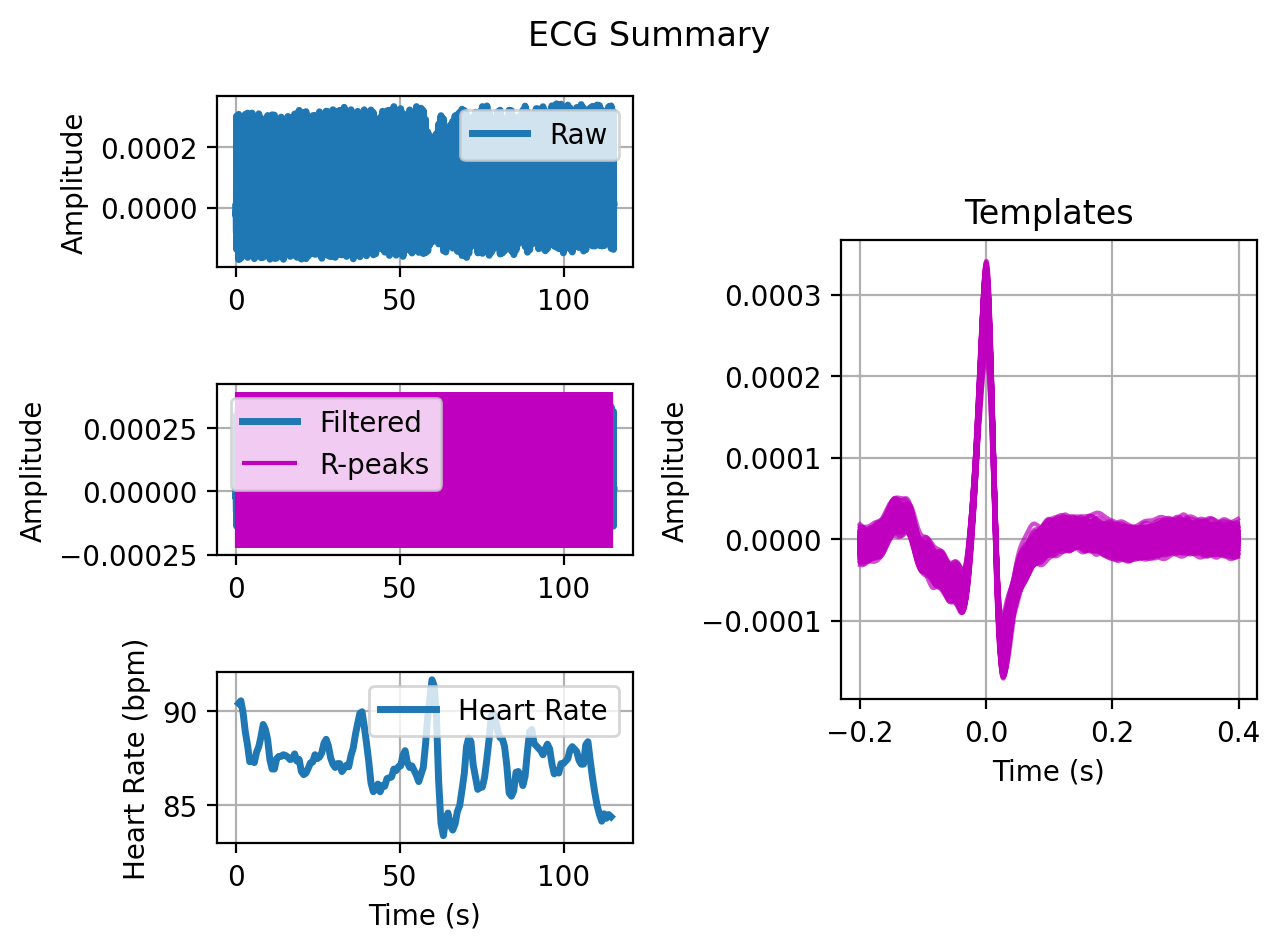 ECG Summary
Amplitude
0.0002
0.0000
Raw
0
50
100
Amplitude
0.00025
0.00000
−0.00025
Filtered
R-peaks
0
50
100
Heart Rate (bpm)
90
85
Heart Rate
0
50
100
Time (s)
Templates
Amplitude
0.0003
0.0002
0.0001
0.0000
−0.0001
−0.2
0.0
0.2
0.4
Time (s)